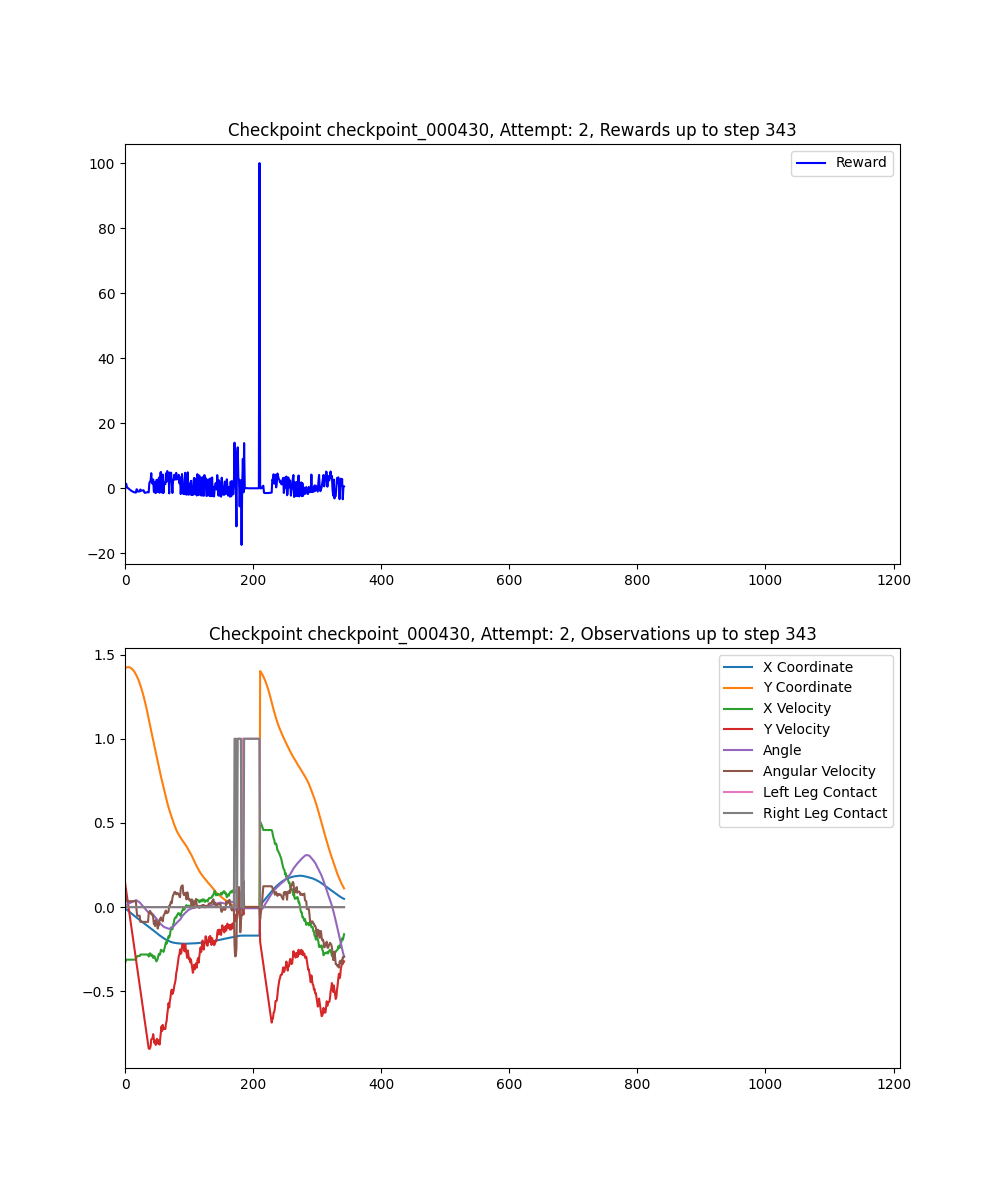 Checkpoint checkpoint_000430, Attempt: 2, Rewards up to step 343
100
80
60
40
20
0
−20
Reward
0 200 400 600 800 1000 1200
Checkpoint checkpoint_000430, Attempt: 2, Observations up to step 343
1.5
1.0
0.5
0.0
−0.5
X Coordinate
Y Coordinate
X Velocity
Y Velocity
Angle
Angular Velocity
Left Leg Contact
Right Leg Contact
0 200 400 600 800 1000 1200